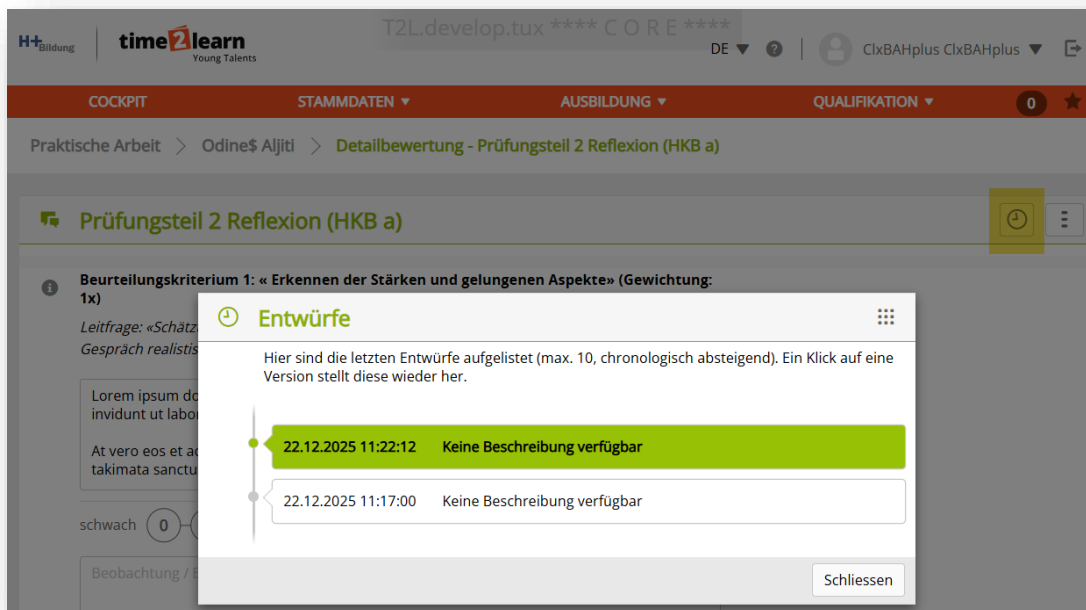 T2L.develop.tux **** C O R E ****
H+Bildung time2learn Young Talents DE ▼ ClxBAHplus ClxBAHplus ▼
COCKPIT STAMMDATEN ▼ AUSBILDUNG ▼ QUALIFIKATION ▼ 0
Praktische Arbeit > Odine$ Aljiti > Detailbewertung - Prüfungsteil 2 Reflexion (HKB a)
Prüfungsteil 2 Reflexion (HKB a)
Beurteilungskriterium 1: « Erkennen der Stärken und gelungenen Aspekte» (Gewichtung:
1x)
Leitfrage: «Schätz
Gespräch realistis
Lorem ipsum do
invidunt ut labor
At vero eos et ac
takimata sanctu
schwach 0
Beobachtung /
Entwürfe
Hier sind die letzten Entwürfe aufgelistet (max. 10, chronologisch absteigend). Ein Klick auf eine
Version stellt diese wieder her.
22.12.2025 11:22:12 Keine Beschreibung verfügbar
22.12.2025 11:17:00 Keine Beschreibung verfügbar
Schliessen